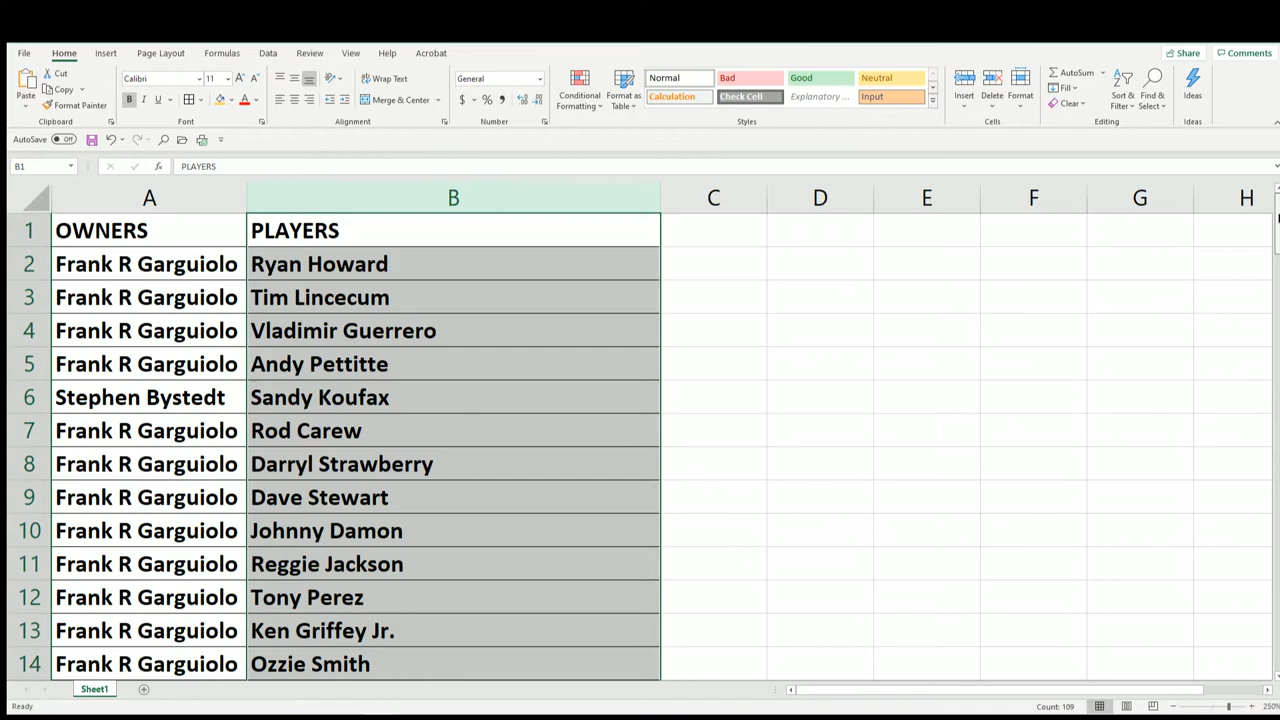 File Home Insert Page Layout Formulas Data Review View Help Acrobat Share Comments
Cut Calibri 11 Wrap Text General Normal Bad Good Neutral AutoSum
Copy Fill
Paste Format Painter Merge & Center Conditional Formatting Format as Table Calculation Check Cell Explanatory ... Input Insert Delete Format Clear Sort & Filter Find & Select Ideas
Clipboard Font Alignment Number Styles Cells Editing Ideas
AutoSave Off
B1 fx PLAYERS
A B C D E F G H
1 OWNERS PLAYERS
2 Frank R Garguiolo Ryan Howard
3 Frank R Garguiolo Tim Lincecum
4 Frank R Garguiolo Vladimir Guerrero
5 Frank R Garguiolo Andy Pettitte
6 Stephen Bystedt Sandy Koufax
7 Frank R Garguiolo Rod Carew
8 Frank R Garguiolo Darryl Strawberry
9 Frank R Garguiolo Dave Stewart
10 Frank R Garguiolo Johnny Damon
11 Frank R Garguiolo Reggie Jackson
12 Frank R Garguiolo Tony Perez
13 Frank R Garguiolo Ken Griffey Jr.
14 Frank R Garguiolo Ozzie Smith
Sheet1
Ready Count: 109 250%